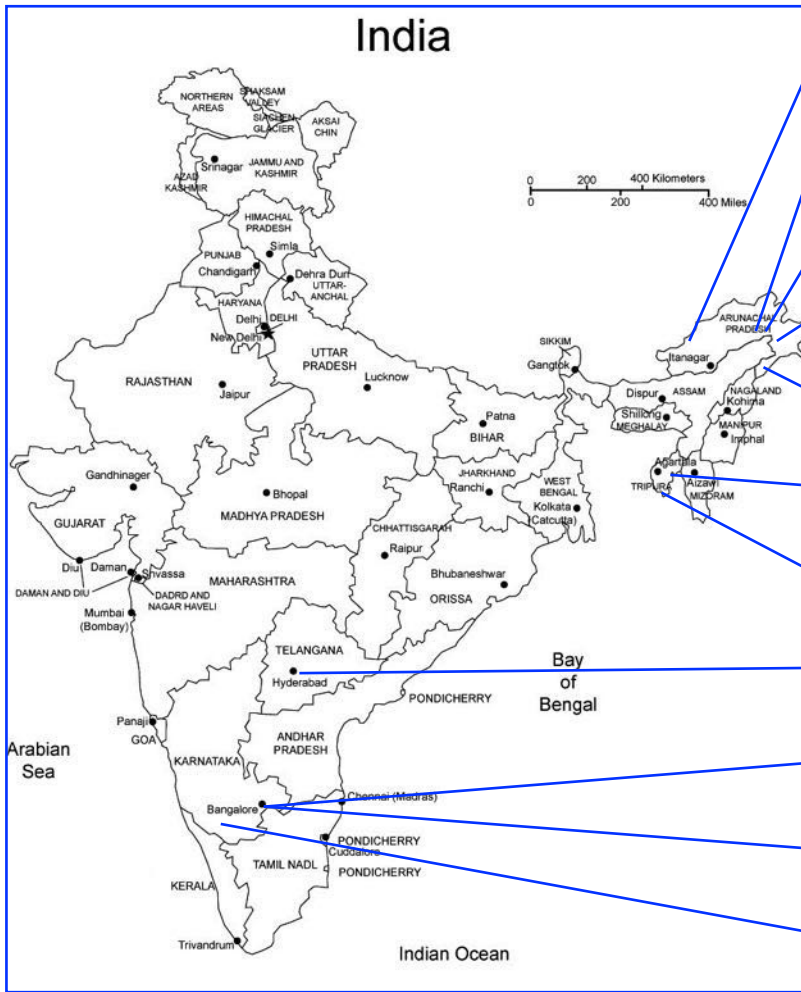 India
SHAKSAM
VALLEY
NORTHERN
AREAS
SIACHEN
GLACIER
AKSAI
CHIN
Srinagar
JAMMU AND
KASHMIR
AZAD
KASHMIR
0 200 400 Kilometers
0 200 400 Miles
HIMACHAL
PRADESH
Simla
PUNJAB
Chandigarh
Dehra Dun
UTTAR-
ANCHAL
HARYANA
Delhi
DELHI
New Delhi
ARUNACHAL
PRADESH
SIKKIM
Gangtok
Itanagar
UTTAR
PRADESH
Lucknow
RAJASTHAN
Jaipur
Dispur
ASSAM
NAGALAND
Kohima
Shillong
MEGHALAY
MANIPUR
Imphal
Patna
BIHAR
Agartala
TRIPURA
Aizawl
MIZORAM
Gandhinager
Bhopal
MADHYA PRADESH
JHARKHAND
Ranchi
WEST
BENGAL
Kolkata
(Catcutta)
GUJARAT
CHHATTISGARAH
Raipur
Diu
Daman
Shvassa
DAMAN AND DIU
DADRD AND
NAGAR HAVELI
MAHARASHTRA
Bhubaneshwar
ORISSA
Mumbai
(Bombay)
TELANGANA
Hyderabad
Bay
of
Bengal
PONDICHERRY
Panaji
GOA
ANDHAR
PRADESH
Arabian
Sea
KARNATAKA
Bangalore
Chennai (Madras)
PONDICHERRY
Cuddalore
TAMIL NADL
PONDICHERRY
KERALA
Trivandrum
Indian Ocean